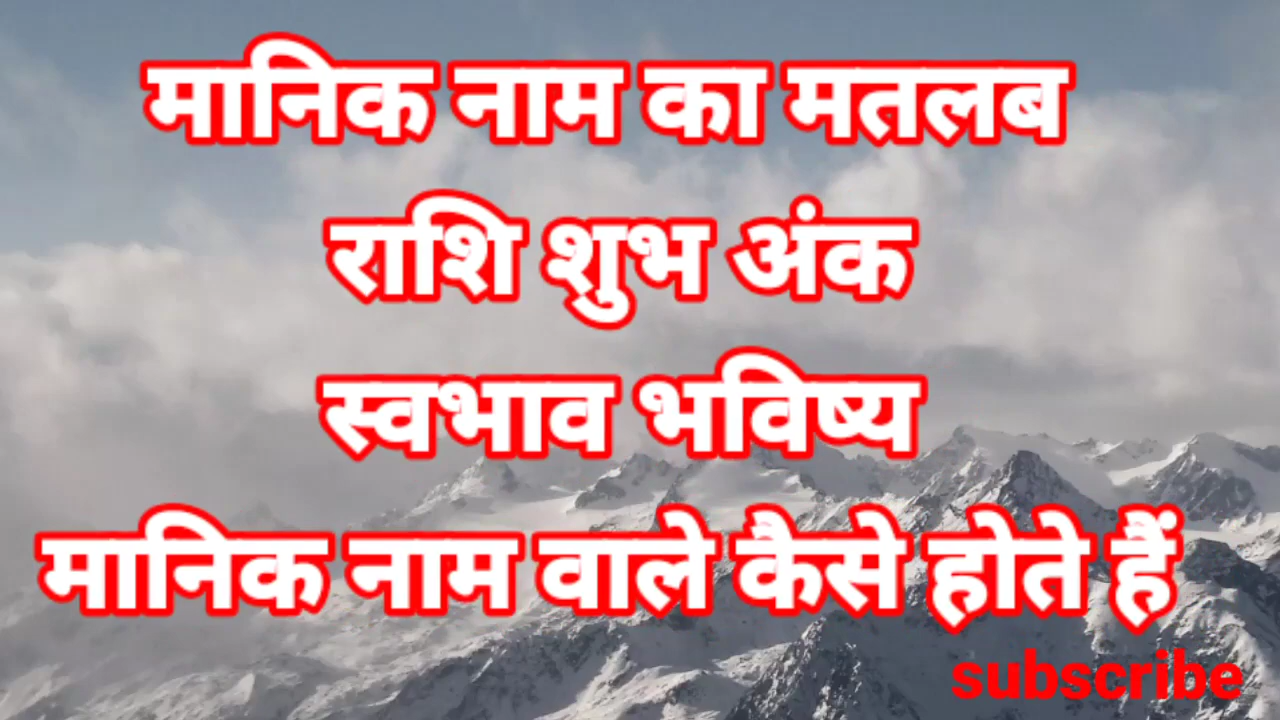 मानिक नाम का मतलब
राशि शुभ अंक
स्वभाव भविष्य
मानिक नाम वाले कैसे होते हैं
subscribe